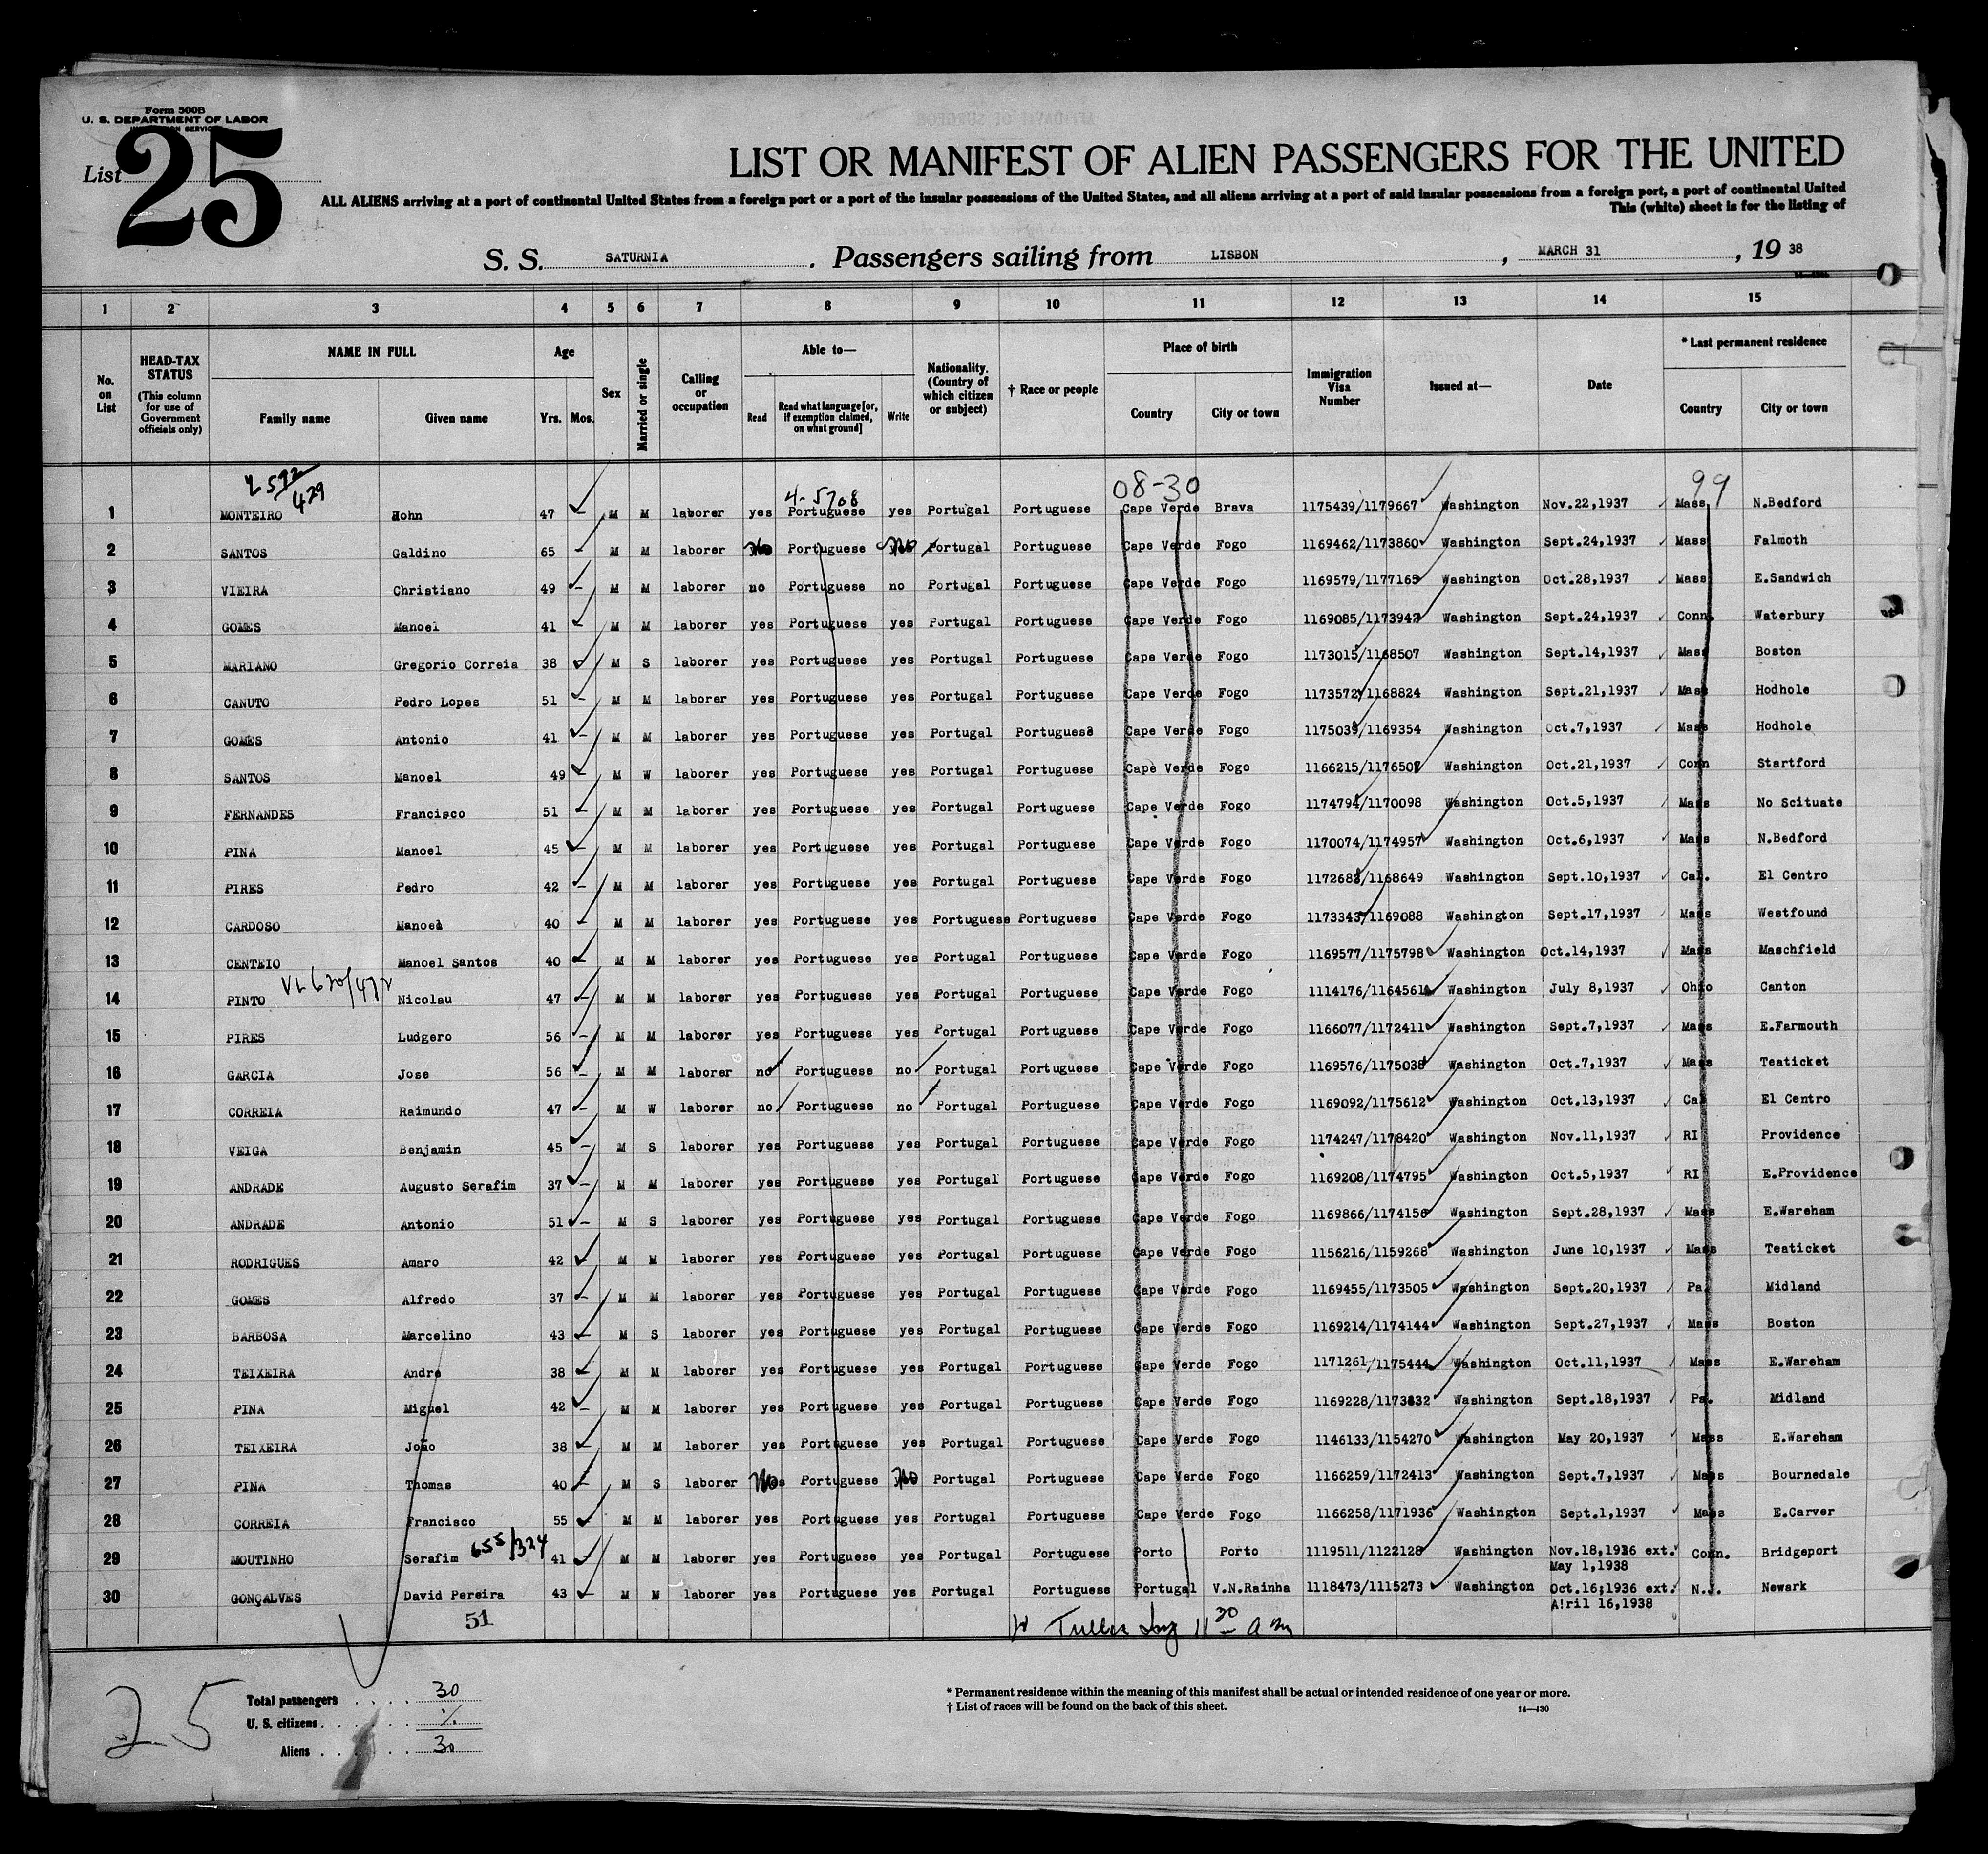 Form 500B
U. S. DEPARTMENT OF LABOR
List 25
LIST OR MANIFEST OF ALIEN PASSENGERS FOR THE UNITED
ALL ALIENS arriving at a port of continental United States from a foreign port or a port of the insular possessions of the United States, and all aliens arriving at a port of said insular possessions from a foreign port, a port of continental United
This (white) sheet is for the listing of
S. S. SATURNIA . Passengers sailing from LISBON , MARCH 31 , 19 38
1 2 3 4 5 6 7 8 9 10 11 12 13 14 15
No. on List
HEAD-TAX STATUS (This column for use of Government officials only)
NAME IN FULL Family name Given name
Age Yrs. Mos.
Sex
Married or single
Calling or occupation
Able to— Read Read what language [or, if exemption claimed, on what ground] Write
Nationality. (Country of which citizen or subject)
† Race or people
Place of birth Country City or town
Immigration Visa Number
Issued at—
Date
* Last permanent residence Country City or town
429 4-5708 08-30 99
1 MONTEIRO John 47 M M laborer yes Portuguese yes Portugal Portuguese Cape Verde Brava 1175439/1179667 Washington Nov.22,1937 Mass N.Bedford
2 SANTOS Galdino 65 - M M laborer No Portuguese No Portugal Portuguese Cape Verde Fogo 1169462/1173860 Washington Sept.24,1937 Mass Falmoth
3 VIEIRA Christiano 49 - M M laborer no Portuguese no Portugal Portuguese Cape Verde Fogo 1169579/1177165 Washington Oct.28,1937 Mass E.Sandwich
4 GOMES Manoel 41 - M M laborer yes Portuguese yes Portugal Portuguese Cape Verde Fogo 1169085/1173942 Washington Sept.24,1937 Conn. Waterbury
5 MARIANO Gregorio Correia 38 - M S laborer yes Portuguese yes Portugal Portuguese Cape Verde Fogo 1173015/1168507 Washington Sept.14,1937 Mass Boston
6 CANUTO Pedro Lopes 51 - M M laborer yes Portuguese yes Portugal Portuguese Cape Verde Fogo 1173572/1168824 Washington Sept.21,1937 Mass Hodhole
7 GOMES Antonio 41 - M M laborer yes Portuguese yes Portugal Portuguese Cape Verde Fogo 1175039/1169354 Washington Oct.7,1937 Mass Hodhole
8 SANTOS Manoel 49 - M W laborer yes Portuguese yes Portugal Portuguese Cape Verde Fogo Washington Oct.21,1937 Conn Startford
9 FERNANDES Francisco 51 - M M laborer yes Portuguese yes Portugal Portuguese Cape Verde Fogo 1174794/1170098 Washington Oct.5,1937 Mass No Scituate
10 PINA Manoel 45 - M M laborer yes Portuguese yes Portugal Portuguese Cape Verde Fogo 1170074/1174957 Washington Oct.6,1937 Mass N.Bedford
11 PIRES Pedro 42 - M M laborer yes Portuguese yes Portugal Portuguese Cape Verde Fogo Washington Sept.10,1937 Cal. El Centro
12 CARDOSO Manoel 40 - M M laborer yes Portuguese yes Portuguese Portuguese Cape Verde Fogo 1173343/1169088 Washington Sept.17,1937 Mass Westfound
13 CENTEIO Manoel Santos 40 - M M laborer yes Portuguese yes Portugal Portuguese Cape Verde Fogo 1169577/1175798 Washington Oct.14,1937 Mass Maschfield
14 PINTO Nicolau 47 - M M laborer yes Portuguese yes Portugal Portuguese Cape Verde Fogo 1114176/1164561 Washington July 8,1937 Ohio Canton
15 PIRES Ludgero 56 - M M laborer yes Portuguese yes Portugal Portuguese Cape Verde Fogo 1166077/1172411 Washington Sept.7,1937 Mass E.Farmouth
16 GARCIA Jose 56 - M M laborer no Portuguese no Portugal Portuguese Cape Verde Fogo 1169576/1175038 Washington Oct.7,1937 Mass Teaticket
17 CORREIA Raimundo 47 - M W laborer no Portuguese no Portugal Portuguese Cape Verde Fogo 1169092/1175612 Washington Oct.13,1937 Cal El Centro
18 VEIGA Benjamin 45 - M S laborer yes Portuguese yes Portugal Portuguese Cape Verde Fogo 1174247/1178420 Washington Nov.11,1937 RI Providence
19 ANDRADE Augusto Serafim 37 - M M laborer yes Portuguese yes Portugal Portuguese Cape Verde Fogo 1169208/1174795 Washington Oct.5,1937 RI E.Providence
20 ANDRADE Antonio 51 - M S laborer yes Portuguese yes Portugal Portuguese Cape Verde Fogo 1169866/1174156 Washington Sept.28,1937 Mass E.Wareham
21 RODRIGUES Amaro 42 - M M laborer yes Portuguese yes Portugal Portuguese Cape Verde Fogo 1156216/1159268 Washington June 10,1937 Mass Teaticket
22 GOMES Alfredo 37 - M M laborer yes Portuguese yes Portugal Portuguese Cape Verde Fogo 1169455/1173505 Washington Sept.20,1937 Pa. Midland
23 BARBOSA Marcelino 43 - M S laborer yes Portuguese yes Portugal Portuguese Cape Verde Fogo 1169214/1174144 Washington Sept.27,1937 Mass Boston
24 TEIXEIRA Andre 38 - M M laborer yes Portuguese yes Portugal Portuguese Cape Verde Fogo 1171261/1175444 Washington Oct.11,1937 Mass E.Wareham
25 PINA Miguel 42 - M M laborer yes Portuguese yes Portugal Portuguese Cape Verde Fogo Washington Sept.18,1937 Pa. Midland
26 TEIXEIRA João 38 - M M laborer yes Portuguese yes Portugal Portuguese Cape Verde Fogo 1146133/1154270 Washington May 20,1937 Mass E.Wareham
27 PINA Thomas 40 - M S laborer No Portuguese No Portugal Portuguese Cape Verde Fogo 1166259/1172413 Washington Sept.7,1937 Mass Bournedale
28 CORREIA Francisco 55 - M M laborer yes Portuguese yes Portugal Portuguese Cape Verde Fogo 1166258/1171936 Washington Sept.1,1937 Mass E.Carver
29 MOUTINHO Serafim 655/324 41 - M M laborer yes Portuguese yes Portugal Portuguese Porto Porto 1119511/1122128 Washington Nov.18,1936 ext. May 1,1938 Conn. Bridgeport
30 GONÇALVES David Pereira 43 - M M laborer yes Portuguese yes Portugal Portuguese Portugal V.N.Rainha 1118473/1115273 Washington Oct.16;1936 ext. A!ril 16,1938 N.J. Newark
51
25
Total passengers . . . . 30
U. S. citizens . . . . .
Aliens . . . . . 30
* Permanent residence within the meaning of this manifest shall be actual or intended residence of one year or more.
† List of races will be found on the back of this sheet.
14—430